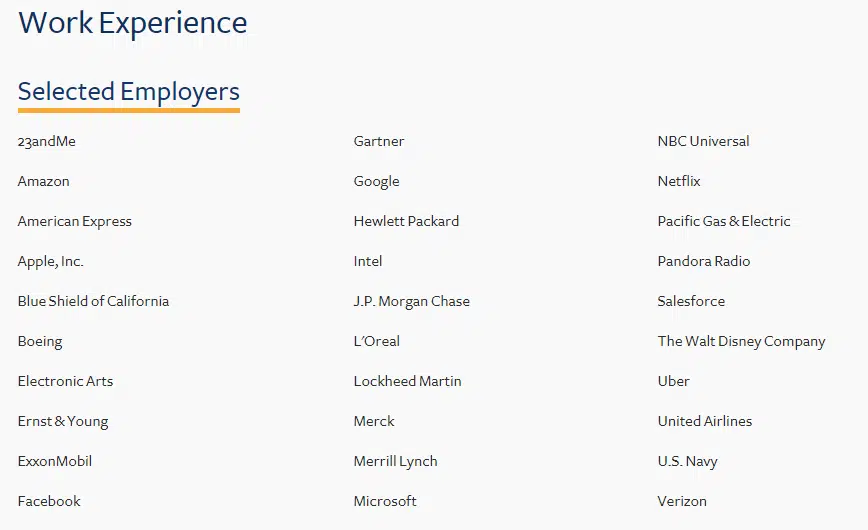 Work Experience
Selected Employers
23andMe
Amazon
American Express
Apple, Inc.
Blue Shield of California
Boeing
Electronic Arts
Ernst & Young
ExxonMobil
Facebook
Gartner
Google
Hewlett Packard
Intel
J.P. Morgan Chase
L'Oreal
Lockheed Martin
Merck
Merrill Lynch
Microsoft
NBC Universal
Netflix
Pacific Gas & Electric
Pandora Radio
Salesforce
The Walt Disney Company
Uber
United Airlines
U.S. Navy
Verizon